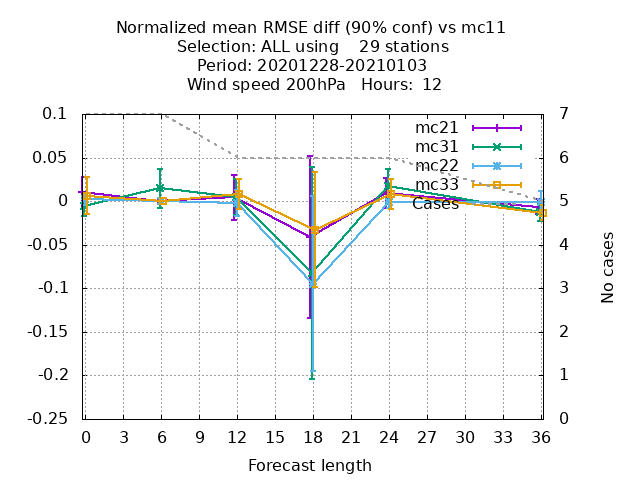 Normalized mean RMSE diff (90% conf) vs mc11
Selection: ALL using    29 stations
Period: 20201228-20210103
Wind speed 200hPa   Hours:  12
0.1
0.05
0
-0.05
-0.1
-0.15
-0.2
-0.25
7
6
5
4
3
2
1
0
mc21
mc31
mc22
mc33
Cases
No cases
0 3 6 9 12 15 18 21 24 27 30 33 36
Forecast length